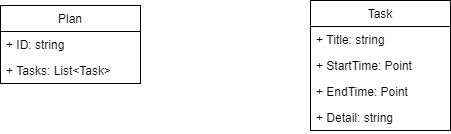 Plan
+ ID: string
+ Tasks: List<Task>
Task
+ Title: string
+ StartTime: Point
+ EndTime: Point
+ Detail: string